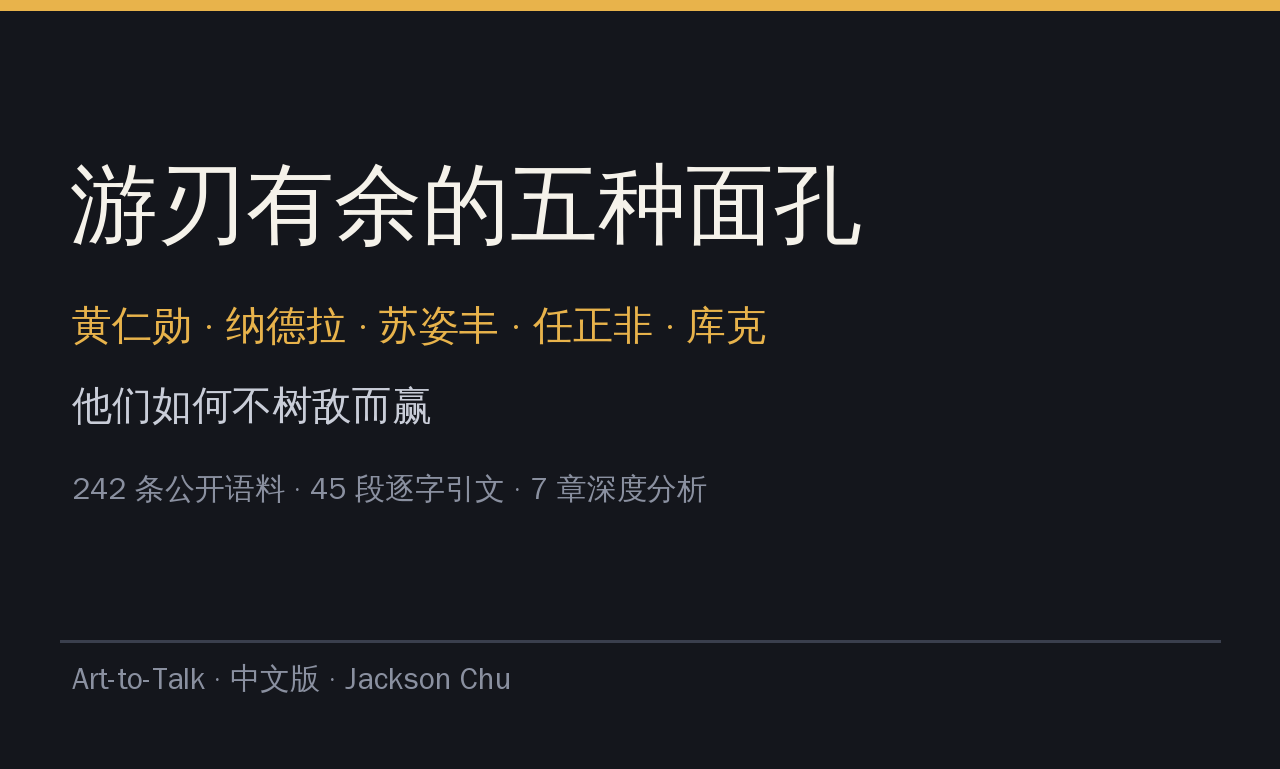 游刃有余的五种面孔
黄仁勋 · 纳德拉 · 苏姿丰 · 任正非 · 库克
他们如何不树敌而赢
242 条公开语料 · 45 段逐字引文 · 7 章深度分析
Art-to-Talk · 中文版 · Jackson Chu